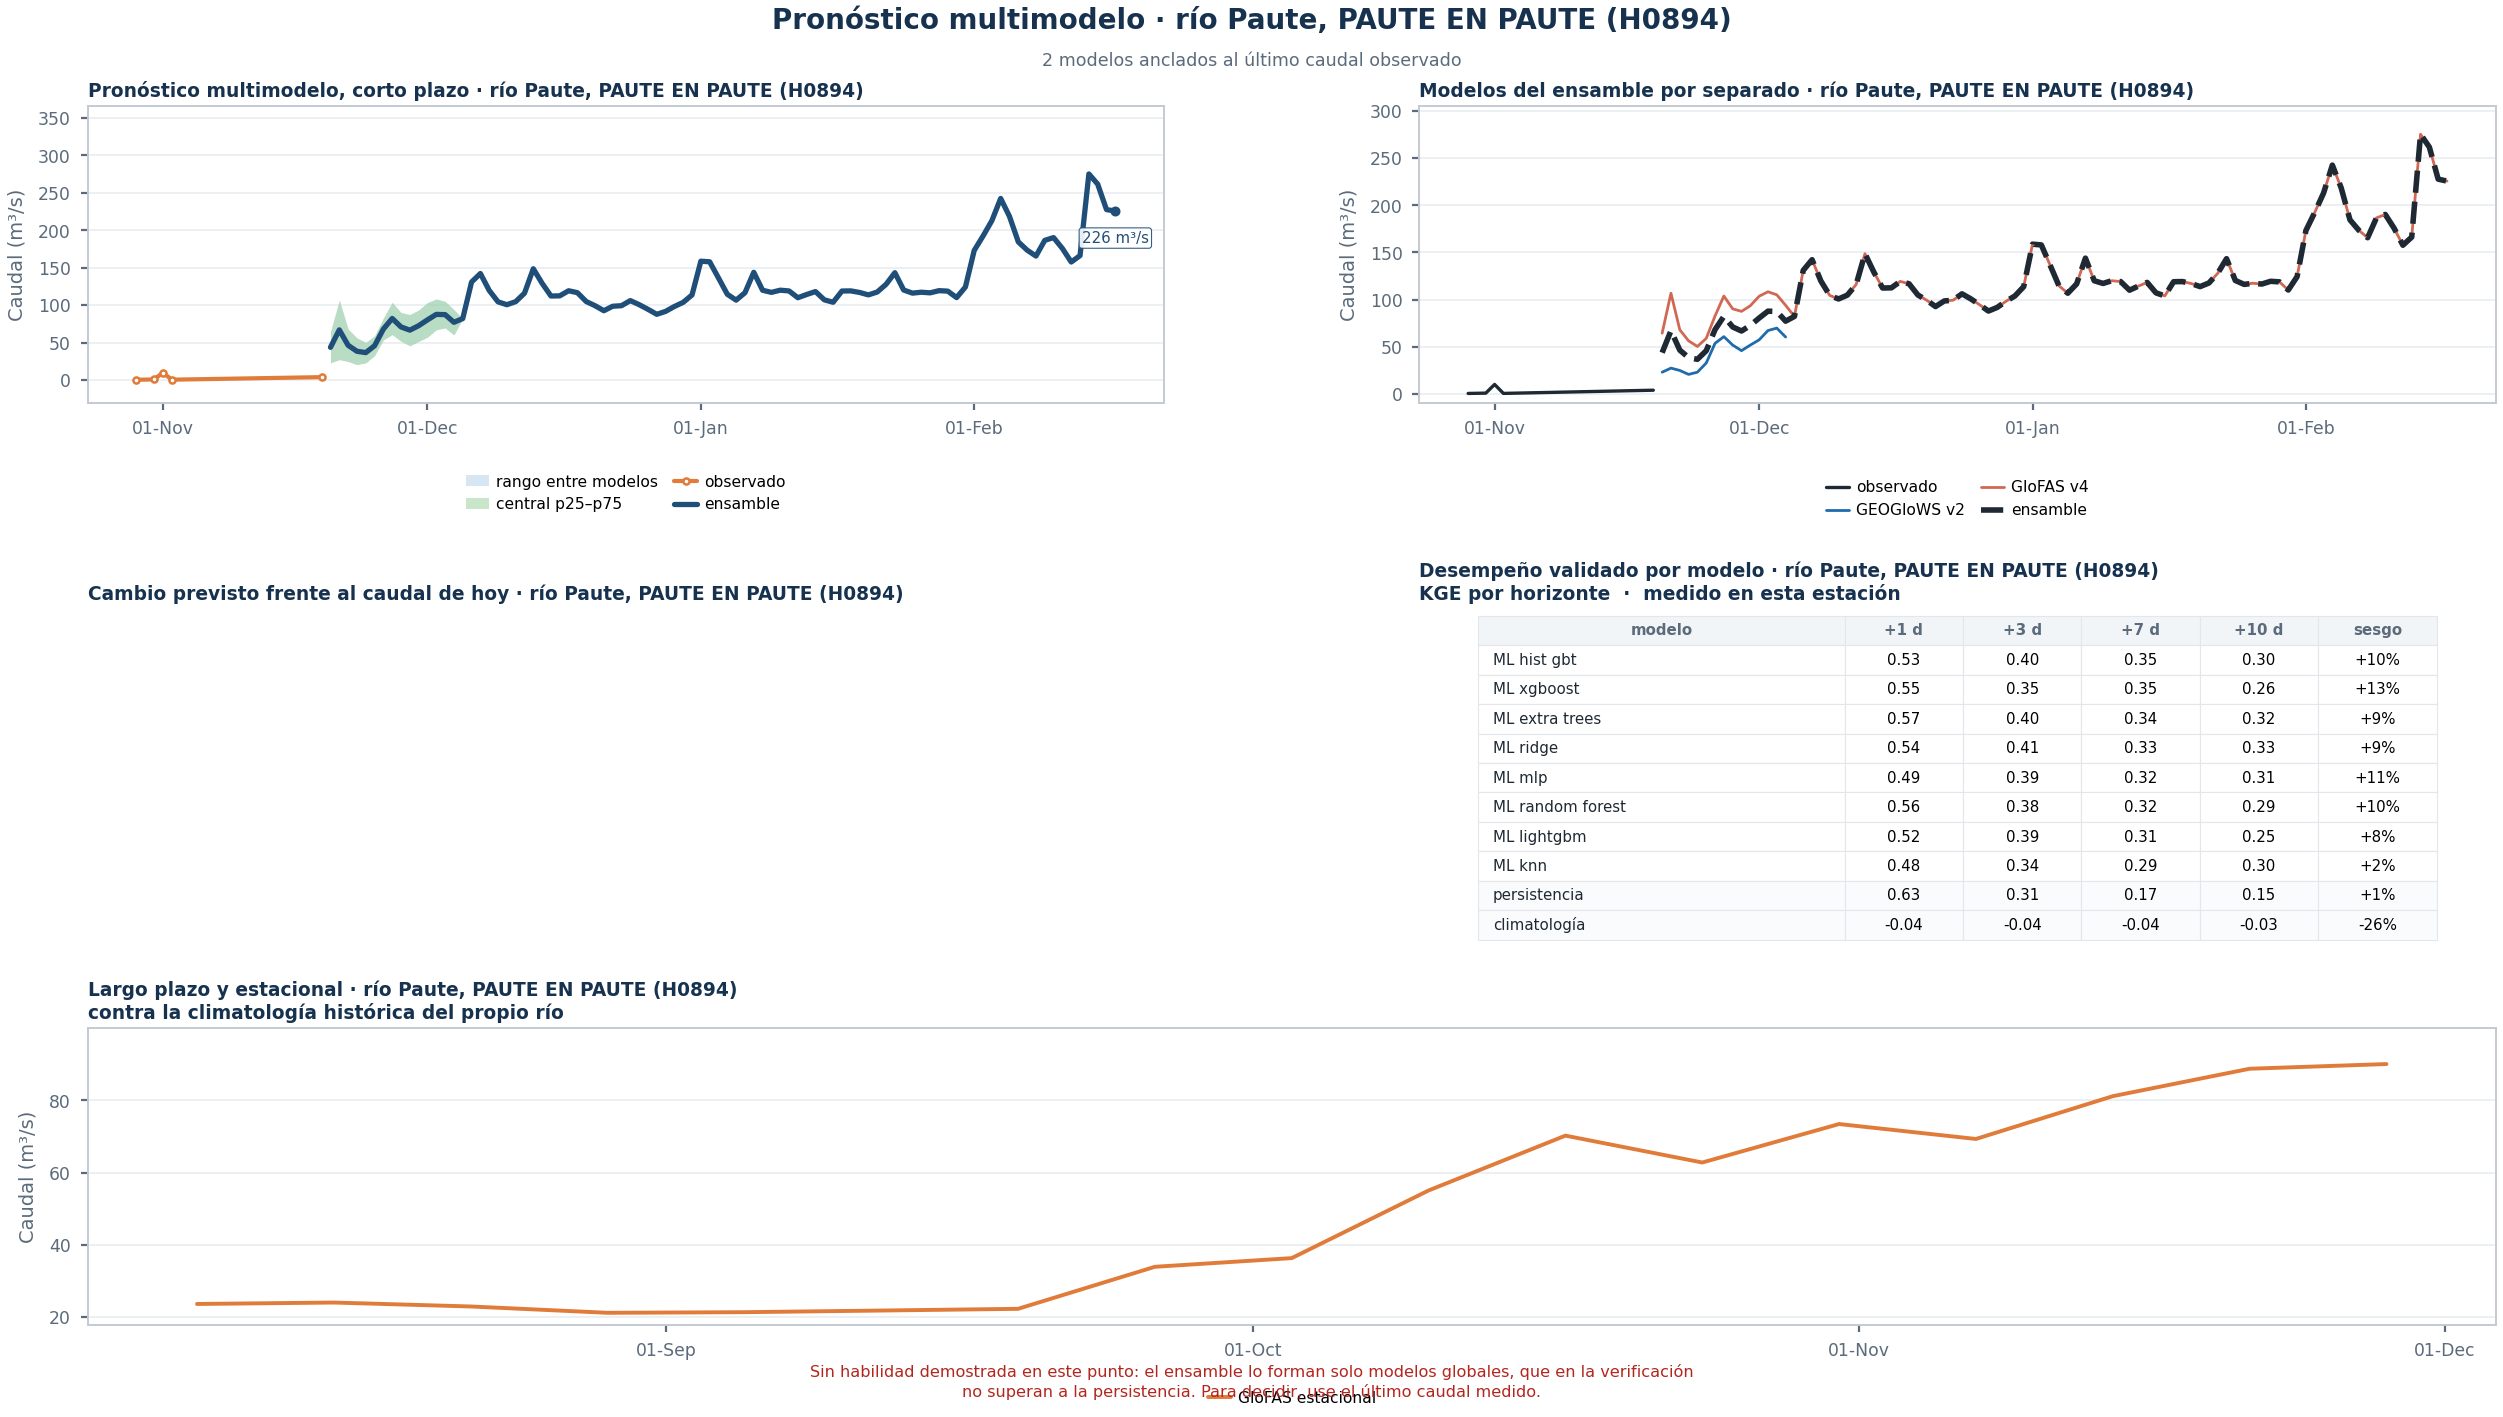 Pronóstico multimodelo · río Paute, PAUTE EN PAUTE (H0894)
2 modelos anclados al último caudal observado
Pronóstico multimodelo, corto plazo · río Paute, PAUTE EN PAUTE (H0894)
Caudal (m³/s)
350
300
250
200
150
100
50
0
226 m³/s
01-Nov
01-Dec
01-Jan
01-Feb
rango entre modelos
observado
central p25–p75
ensamble
Modelos del ensamble por separado · río Paute, PAUTE EN PAUTE (H0894)
Caudal (m³/s)
300
250
200
150
100
50
0
01-Nov
01-Dec
01-Jan
01-Feb
observado
GloFAS v4
GEOGloWS v2
ensamble
Cambio previsto frente al caudal de hoy · río Paute, PAUTE EN PAUTE (H0894)
Desempeño validado por modelo · río Paute, PAUTE EN PAUTE (H0894)
KGE por horizonte · medido en esta estación
modelo +1 d +3 d +7 d +10 d sesgo
ML hist gbt 0.53 0.40 0.35 0.30 +10%
ML xgboost 0.55 0.35 0.35 0.26 +13%
ML extra trees 0.57 0.40 0.34 0.32 +9%
ML ridge 0.54 0.41 0.33 0.33 +9%
ML mlp 0.49 0.39 0.32 0.31 +11%
ML random forest 0.56 0.38 0.32 0.29 +10%
ML lightgbm 0.52 0.39 0.31 0.25 +8%
ML knn 0.48 0.34 0.29 0.30 +2%
persistencia 0.63 0.31 0.17 0.15 +1%
climatología -0.04 -0.04 -0.04 -0.03 -26%
Largo plazo y estacional · río Paute, PAUTE EN PAUTE (H0894)
contra la climatología histórica del propio río
Caudal (m³/s)
80
60
40
20
01-Sep
01-Oct
01-Nov
01-Dec
Sin habilidad demostrada en este punto: el ensamble lo forman solo modelos globales, que en la verificación
no superan a la persistencia. Para decidir, use el último caudal medido.
GloFAS estacional